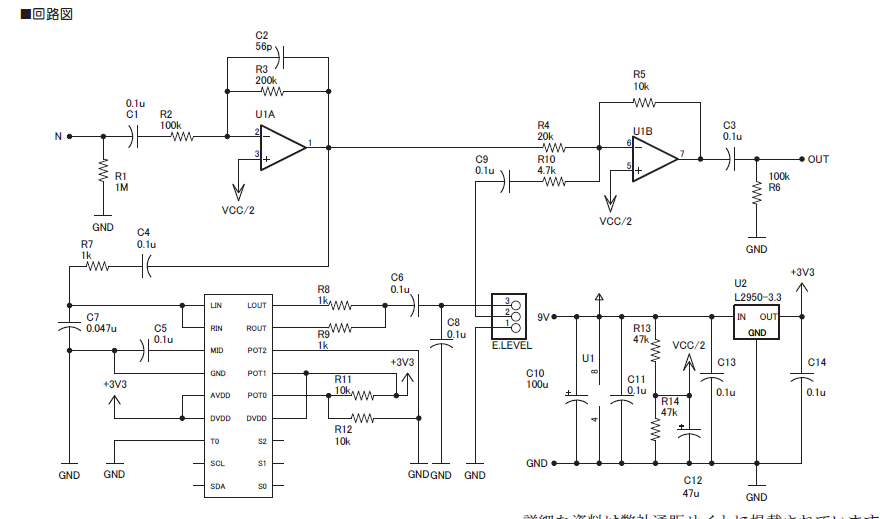 ■回路図
C2
56p
R3
200k
U1A
0.1u
C1
R2
100k
N
R1
1M
GND
2
3
1
VCC/2
R5
10k
U1B
R4
20k
R10
4.7k
C9
0.1u
6
5
7
VCC/2
C3
0.1u
OUT
100k
R6
GND
C4
0.1u
R7
1k
C7
0.047u
C5
0.1u
+3V3
GND
GND
LIN
RIN
MID
GND
AVDD
DVDD
T0
SCL
SDA
LOUT
ROUT
POT2
POT1
POT0
DVDD
S2
S1
S0
R8
1k
R9
1k
C6
0.1u
C8
0.1u
+3V3
R11
10k
R12
10k
GND
GND
GND
3
2
1
E.LEVEL
9V
C10
100u
U1
8
4
C11
0.1u
R13
47k
R14
47k
VCC/2
C12
47u
C13
0.1u
U2
L2950-3.3
IN
OUT
GND
+3V3
C14
0.1u
GND
GND